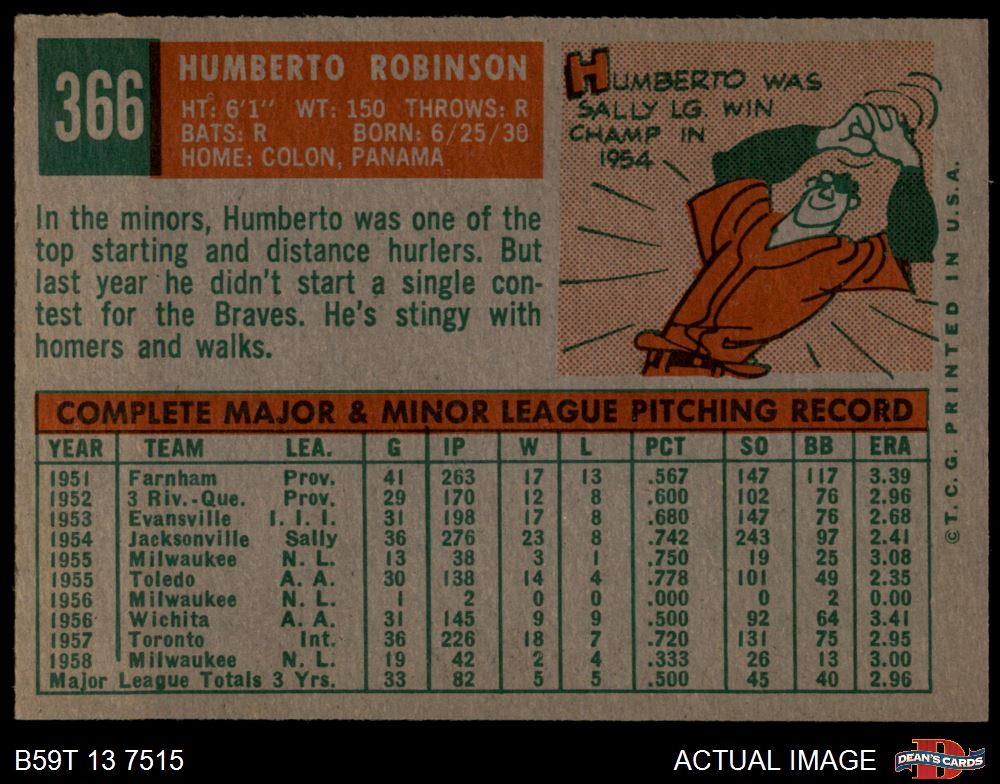 366
HUMBERTO ROBINSON
HT: 6'1" WT: 150 THROWS: R
BATS: R BORN: 6/25/30
HOME: COLON, PANAMA
In the minors, Humberto was one of the
top starting and distance hurlers. But
last year he didn't start a single con-
test for the Braves. He's stingy with
homers and walks.
HUMBERTO WAS
SALLY LG. WIN
CHAMP IN
1954
COMPLETE MAJOR & MINOR LEAGUE PITCHING RECORD
YEAR TEAM LEA. G IP W L PCT SO BB ERA
1951 Farnham Prov. 41 263 17 13 .567 147 117 3.39
1952 3 Riv.-Que. Prov. 29 170 12 8 .600 102 76 2.96
1953 Evansville I. I. I. 31 198 17 8 .680 147 76 2.68
1954 Jacksonville Sally 36 276 23 8 .742 243 97 2.41
1955 Milwaukee N. L. 13 38 3 1 .750 19 25 3.08
1955 Toledo A. A. 30 138 14 4 .778 101 49 2.35
1956 Milwaukee N. L. 1 2 0 0 .000 0 2 0.00
1956 Wichita A. A. 31 145 9 9 .500 92 64 3.41
1957 Toronto Int. 36 226 18 7 .720 131 75 2.95
1958 Milwaukee N. L. 19 42 2 4 .333 26 13 3.00
Major League Totals 3 Yrs. 33 82 5 5 .500 45 40 2.96
© T. C. G. PRINTED IN U.S.A.
B59T 13 7515
ACTUAL IMAGE
D
DEAN'S CARDS